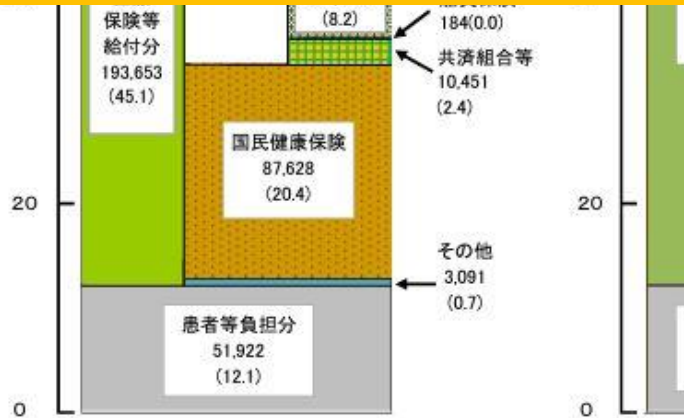 保険等
給付分
193,653
(45.1)
(8.2)
184(0.0)
共済組合等
10,451
(2.4)
国民健康保険
87,628
(20.4)
20
20
その他
3,091
(0.7)
患者等負担分
51,922
(12.1)
0
0